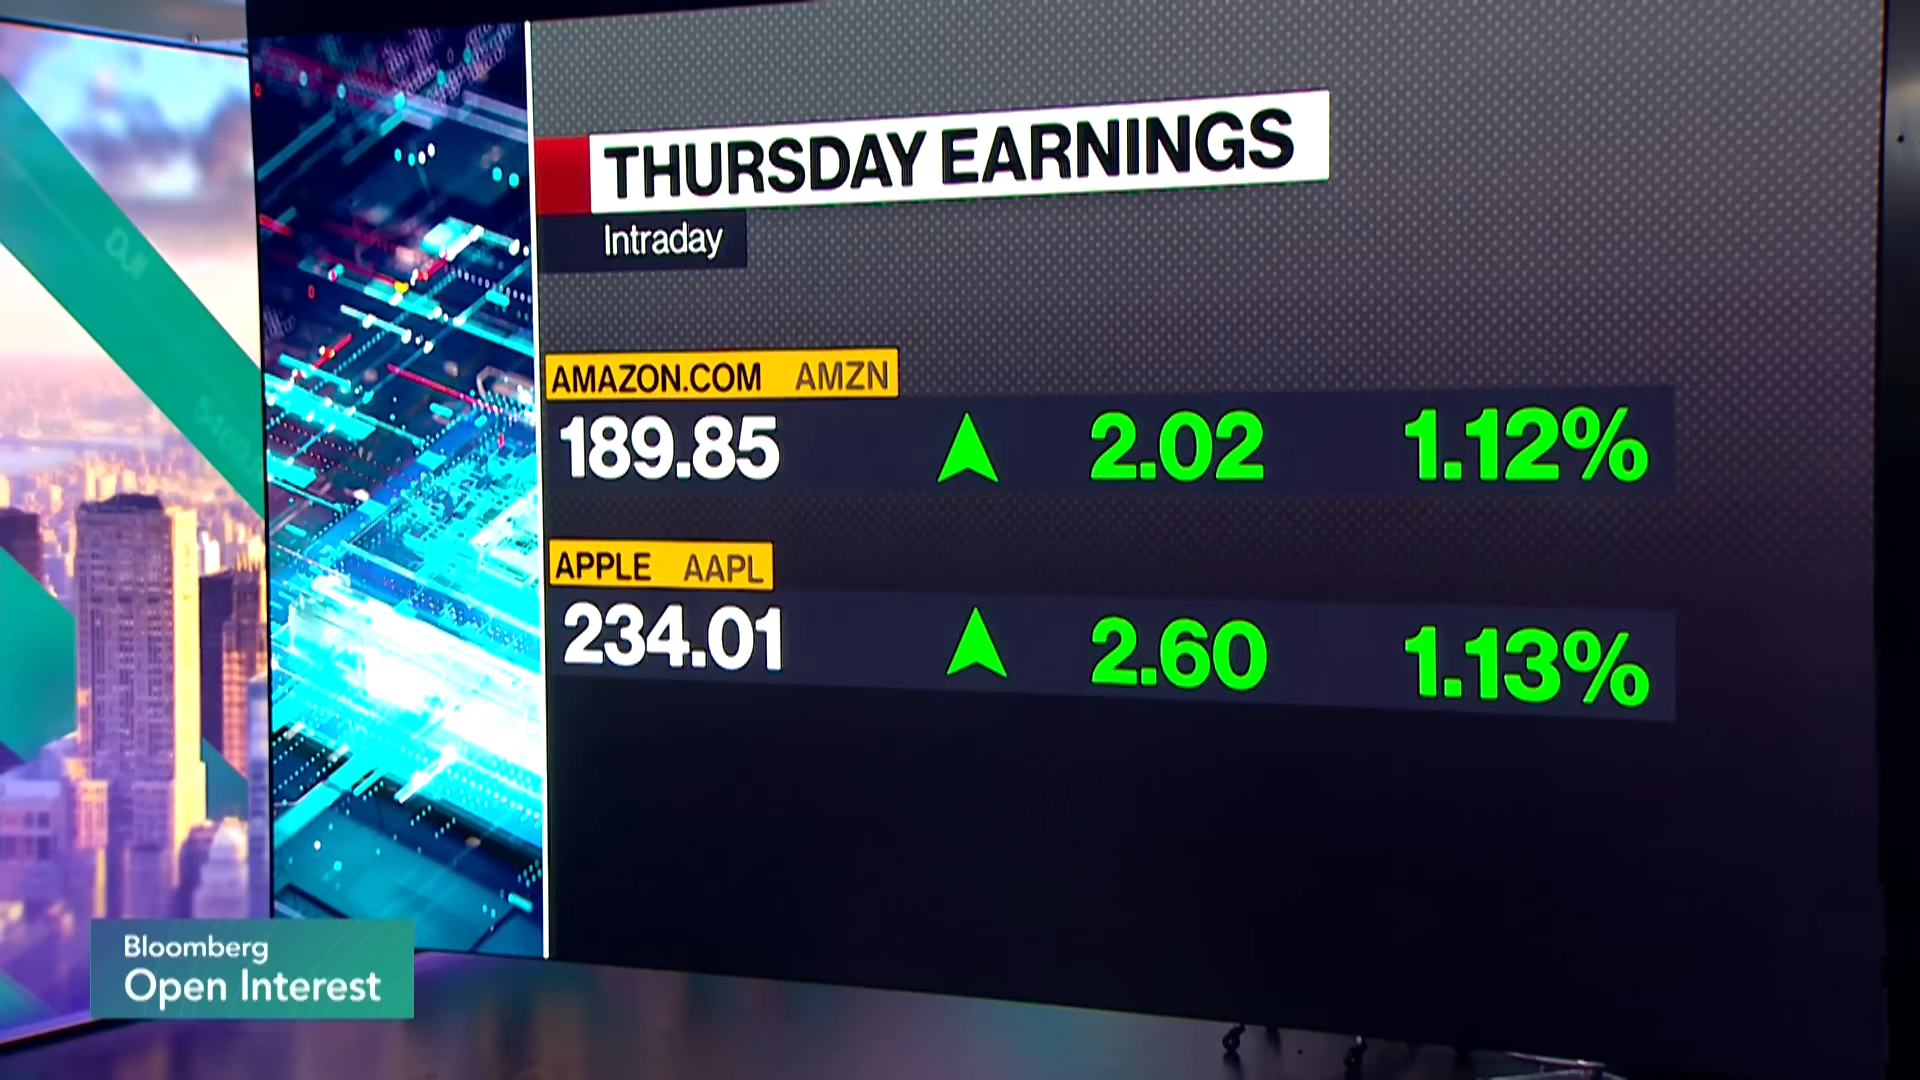 THURSDAY EARNINGS
Intraday
AMAZON.COM AMZN
189.85 2.02 1.12%
APPLE AAPL
234.01 2.60 1.13%
DJI
Bloomberg
Open Interest